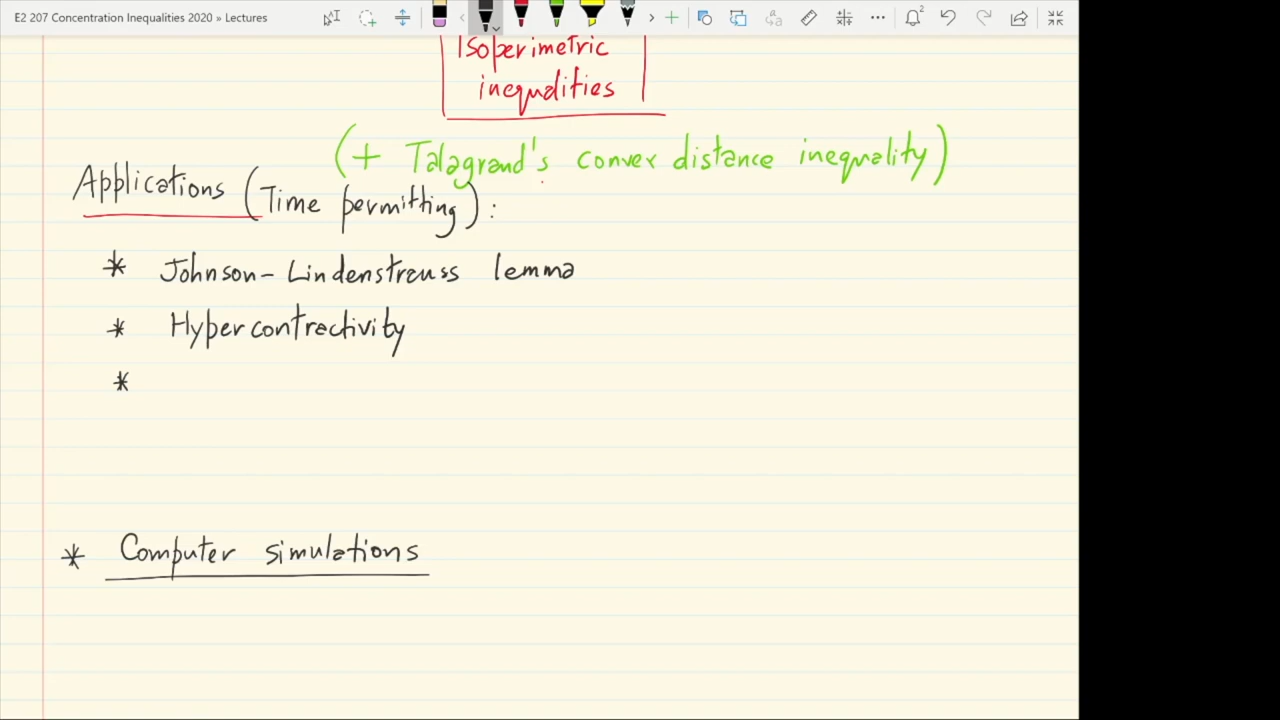 E2 207 Concentration Inequalities 2020 » Lectures
Isoperimetric
inequalities
(+ Talagrand's convex distance inequality)
Applications (Time permitting):
* Johnson-Lindenstrauss lemma
* Hypercontractivity
*
* Computer simulations